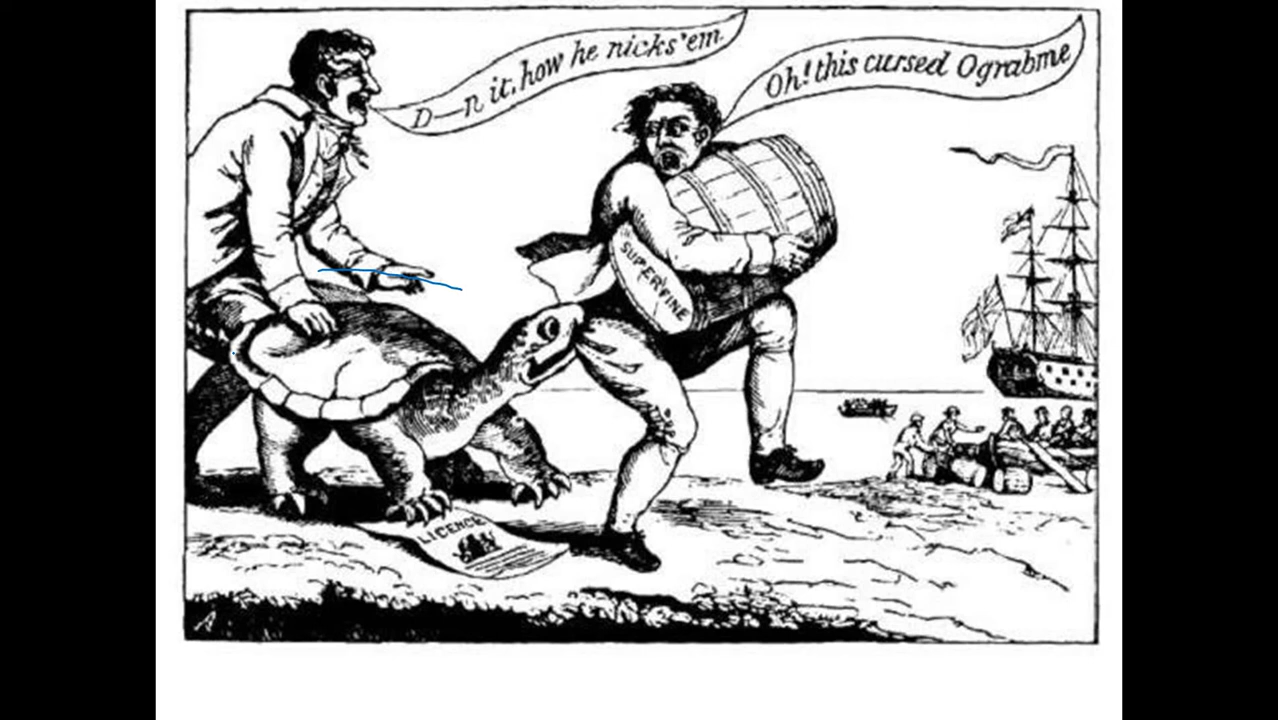 D—n it, how he nicks 'em
Oh! this cursed Ograbme
SUPERFINE
LICENCE
A